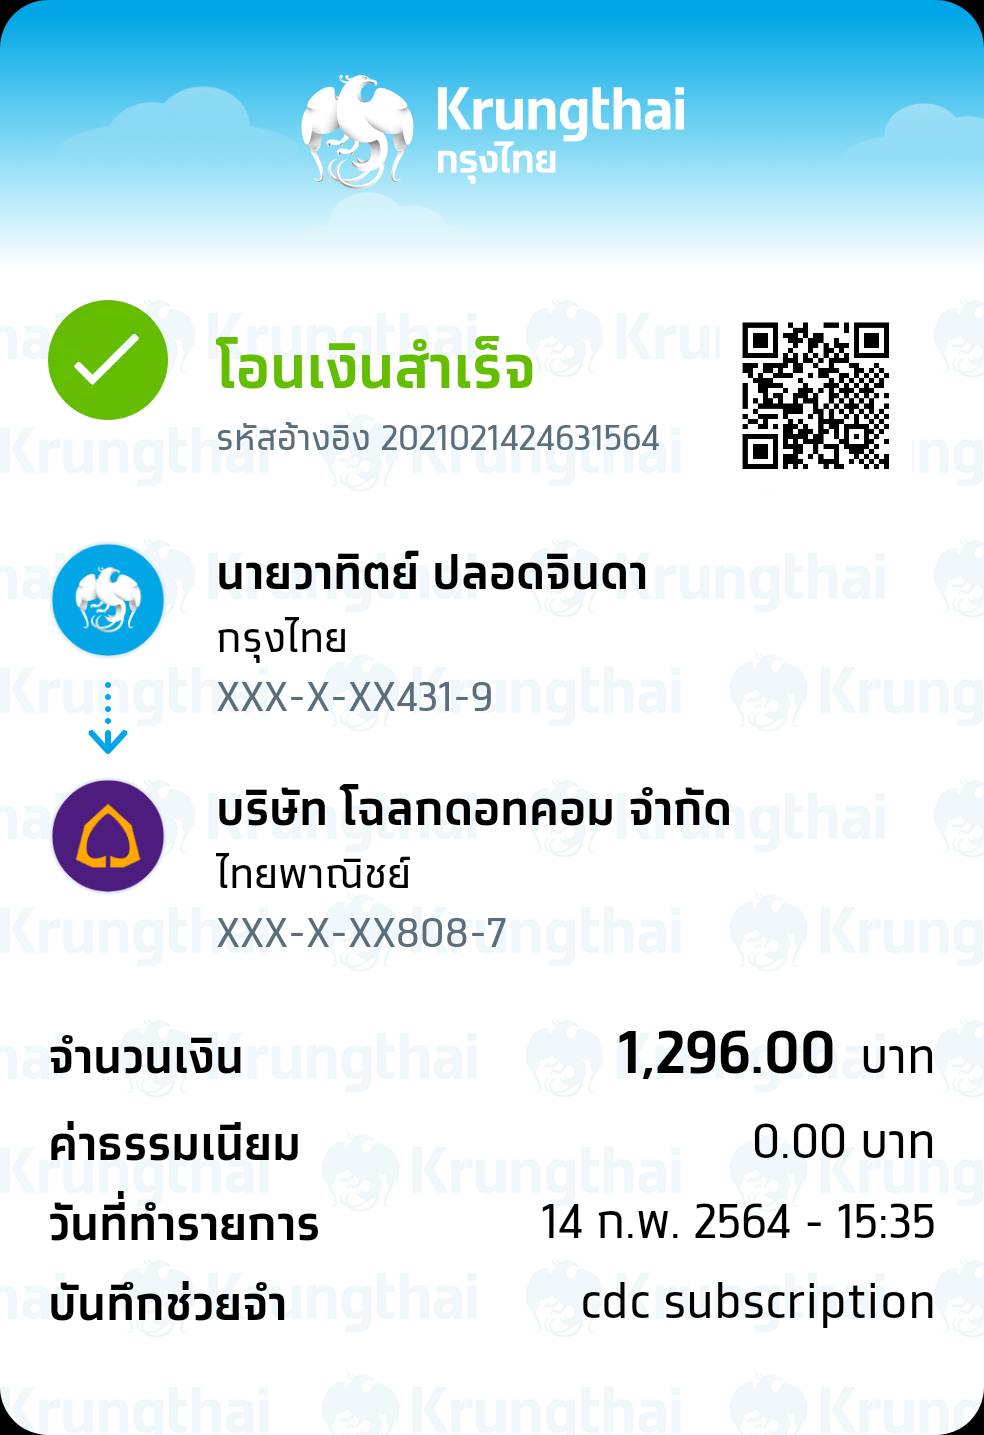 Krungthai
กรุงไทย
โอนเงินสำเร็จ
รหัสอ้างอิง 2021021424631564
นายวาทิตย์ ปลอดจินดา
กรุงไทย
XXX-X-XX431-9
บริษัท โฉลกดอทคอม จำกัด
ไทยพาณิชย์
XXX-X-XX808-7
จำนวนเงิน 1,296.00 บาท
ค่าธรรมเนียม 0.00 บาท
วันที่ทำรายการ 14 ก.พ. 2564 - 15:35
บันทึกช่วยจำ cdc subscription